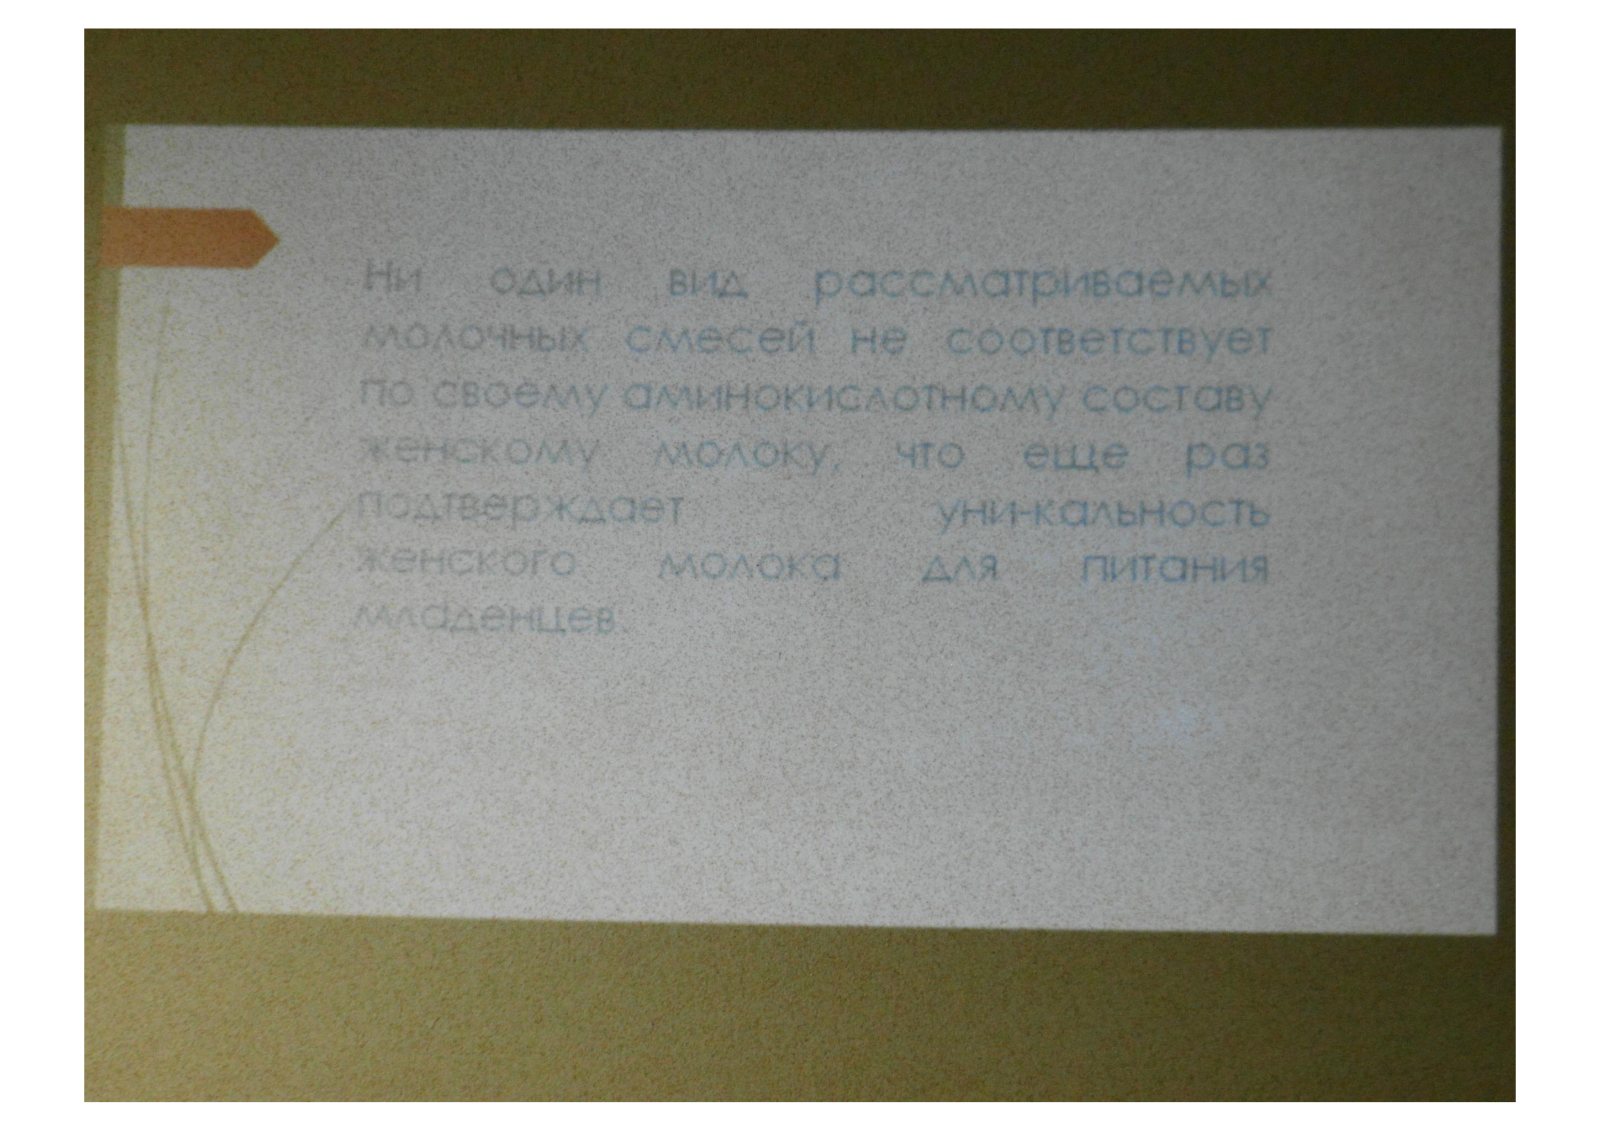 Ни один вид рассматриваемых
молочных смесей не соответствует
по своему аминокислотному составу
женскому молоку, что еще раз
подтверждает уни-кальность
женского молока для питания
младенцев.